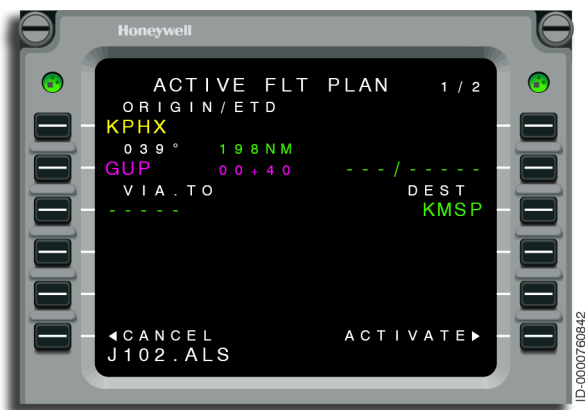 Honeywell
ACTIVE FLT PLAN 1/2
ORIGIN/ETD
KPHX
039° 198NM
GUP 00+40 ---/-----
VIA.TO DEST
----- KMSP
◀CANCEL ACTIVATE▶
J102.ALS
ID-0000760842